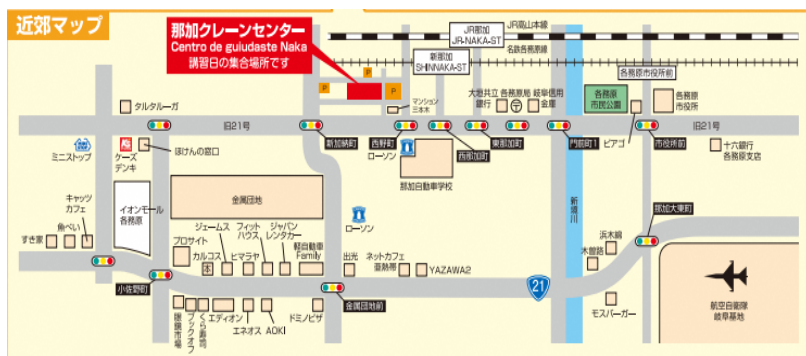 近郊マップ
那加クレーンセンター
Centro de guiudaste Naka
講習日の集合場所です
JR高山本線
JR那加
JR-NAKA-ST
名鉄各務原線
新那加
SHINNAKA-ST
各務原市役所前
P
P
P
マンション
三本木
大垣共立
銀行
各務原局
岐阜信用
金庫
各務原
市民公園
各務原
市役所
タルタルーガ
旧21号
新加納町
西野町
西那加町
東那加町
門前町1
ピアゴ
市役所前
旧21号
ミニストップ
ケーズ
デンキ
ほけんの窓口
ローソン
那加自動車学校
十六銀行
各務原支店
キャッツ
カフェ
魚べい
すき家
イオンモール
各務原
金属団地
ローソン
新境川
那加大東町
プロサイト
カルコス
本
ジェームス
ヒマラヤ
フィット
ハウス
ジャパン
レンタカー
軽自動車
Family
出光
ネットカフェ
亜熱帯
YAZAWA2
木曽路
浜木綿
小佐野町
金属団地前
21
モスバーガー
航空自衛隊
岐阜基地
眼鏡市場
ブックオフ
くら寿司
エディオン
エネオス
AOKI
ドミノピザ